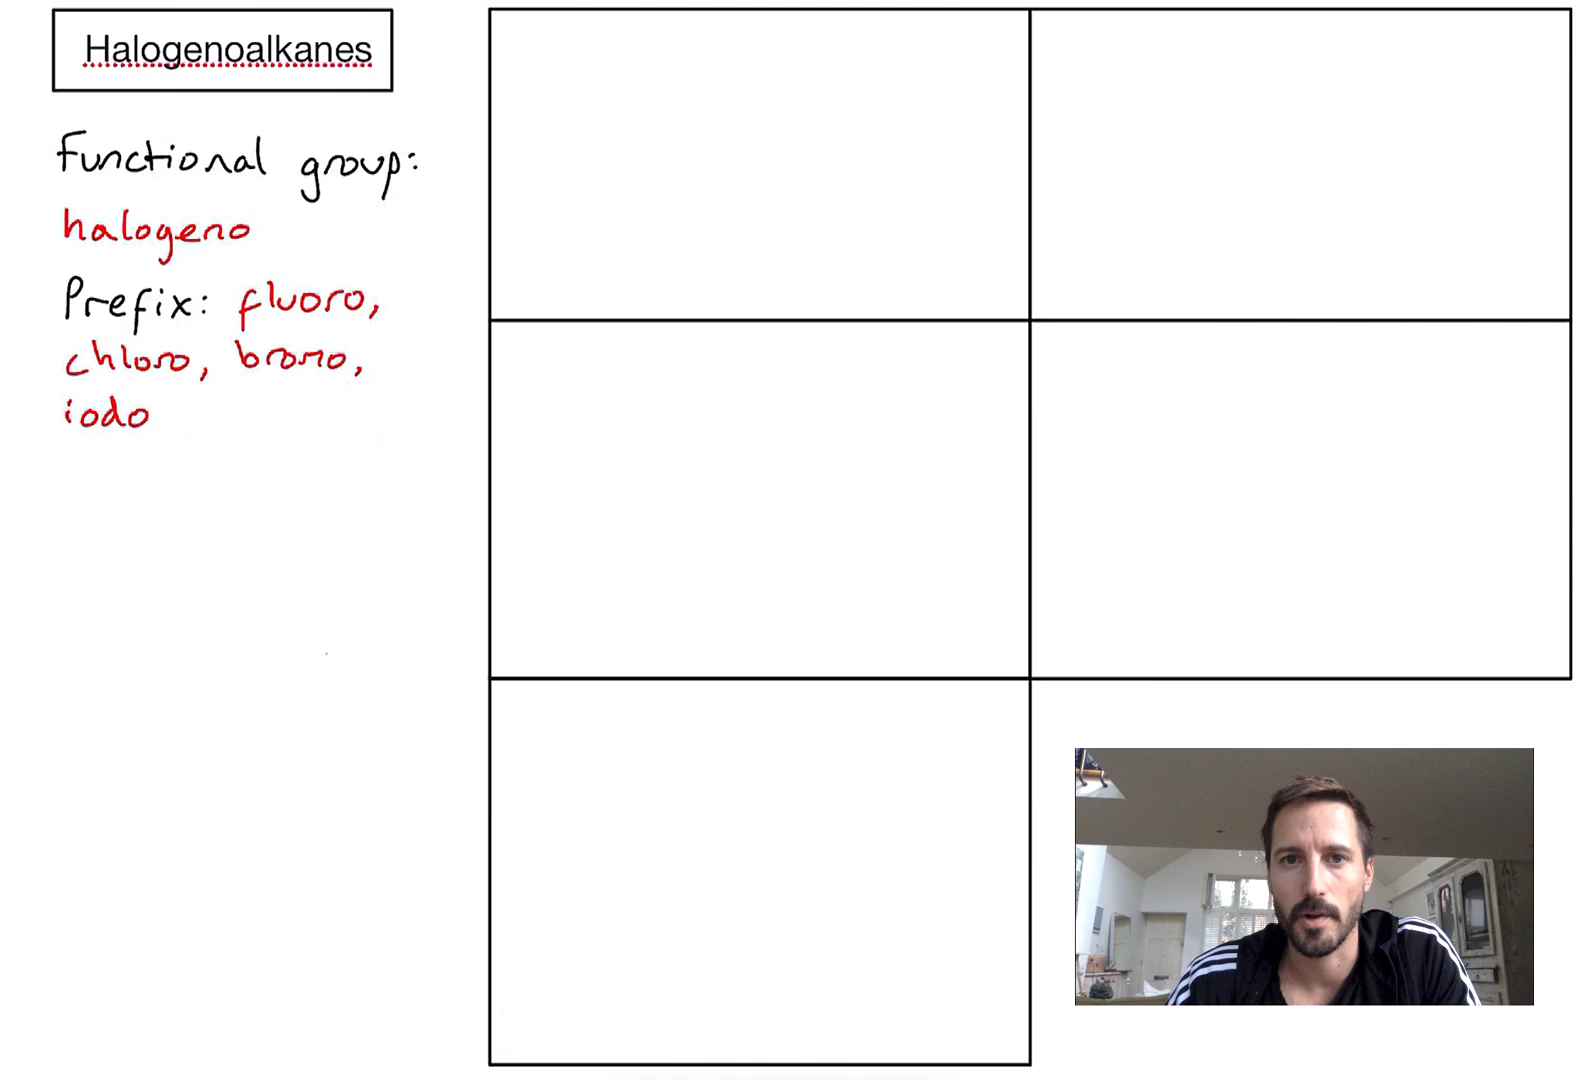 Halogenoalkanes
Functional group:
halogeno
Prefix: fluoro,
chloro, bromo,
iodo